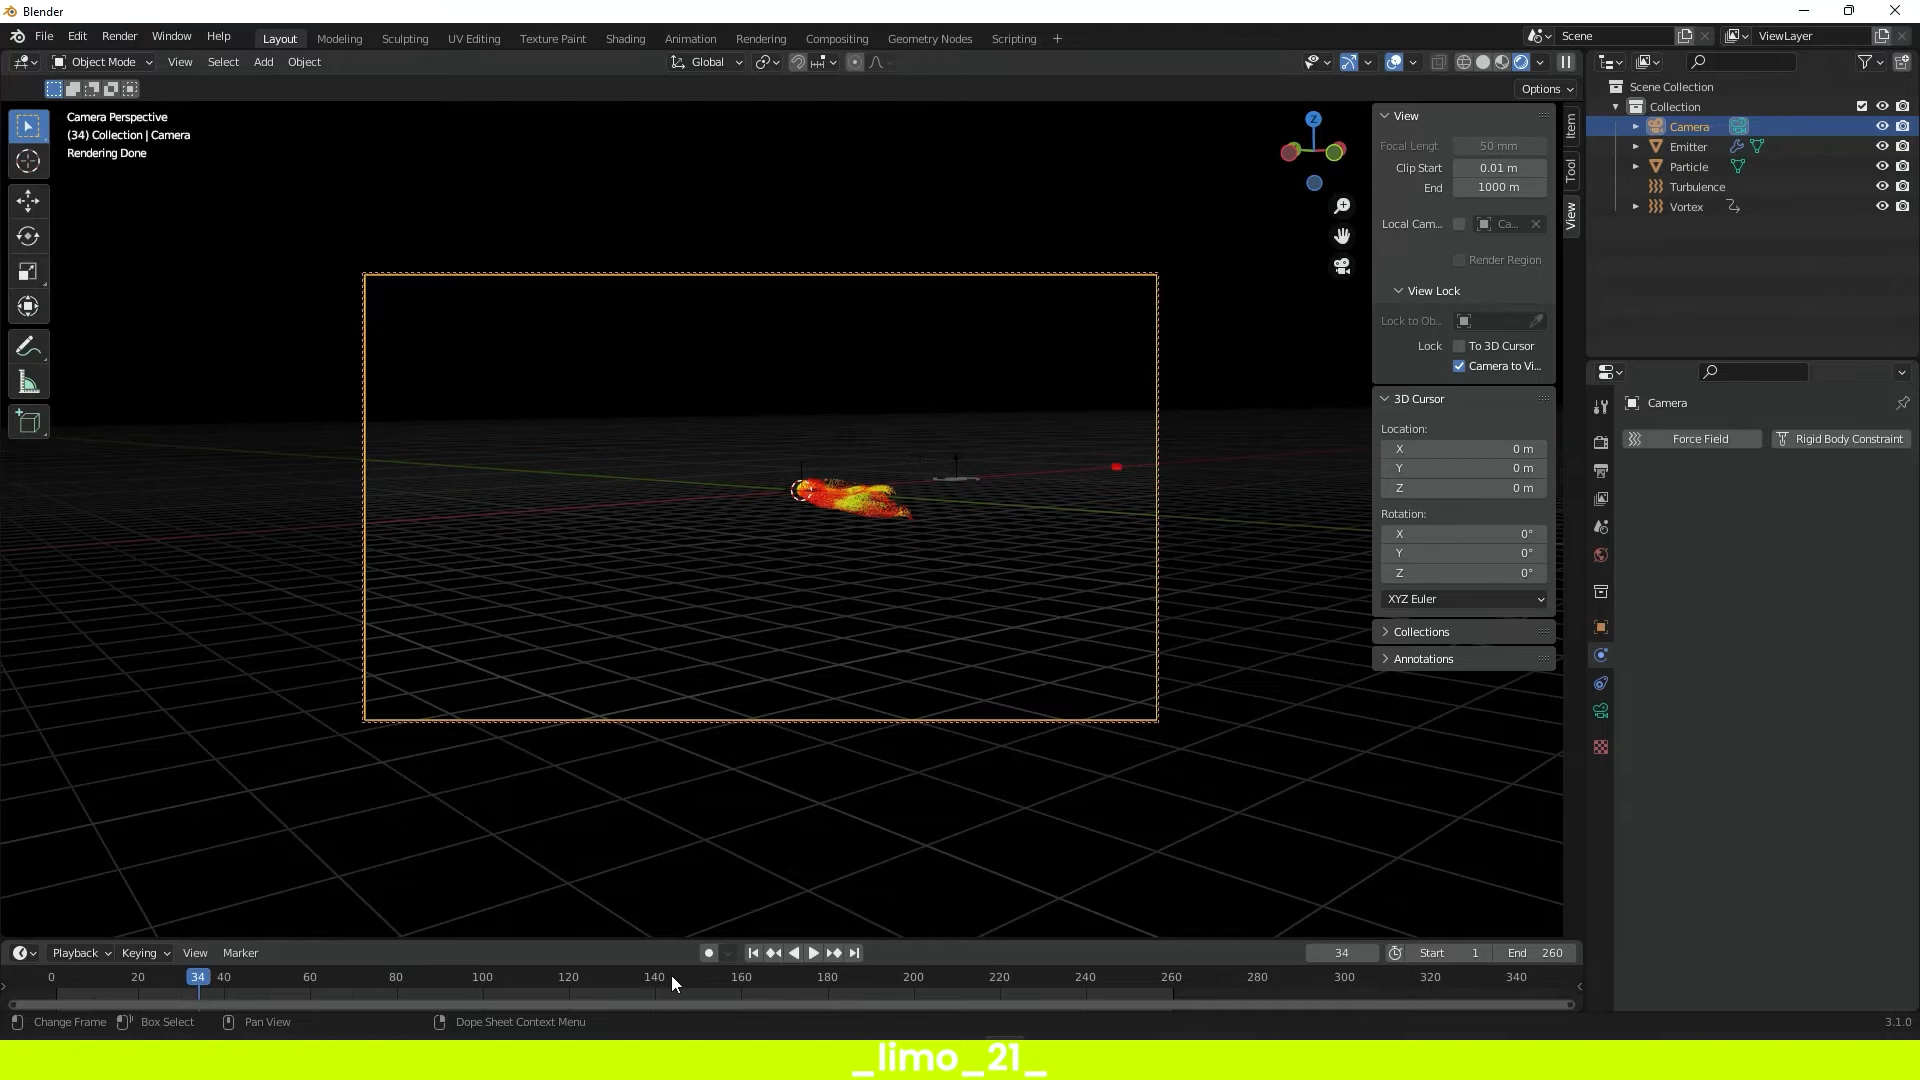 Blender
File Edit Render Window Help Layout Modeling Sculpting UV Editing Texture Paint Shading Animation Rendering Compositing Geometry Nodes Scripting + Scene ViewLayer
Object Mode View Select Add Object Global
Options
Camera Perspective
(34) Collection | Camera
Rendering Done
Z
View
Focal Lengt 50 mm
Clip Start 0.01 m
End 1000 m
Local Cam... Ca...
Render Region
View Lock
Lock to Ob...
Lock To 3D Cursor
Camera to Vi...
3D Cursor
Location:
X 0 m
Y 0 m
Z 0 m
Rotation:
X 0°
Y 0°
Z 0°
XYZ Euler
Collections
Annotations
Item
Tool
View
Scene Collection
Collection
Camera
Emitter
Particle
Turbulence
Vortex
Camera
Force Field Rigid Body Constraint
Playback Keying View Marker 34 Start 1 End 260
0 20 34 40 60 80 100 120 140 160 180 200 220 240 260 280 300 320 340
Change Frame Box Select Pan View Dope Sheet Context Menu 3.1.0
_limo_21_